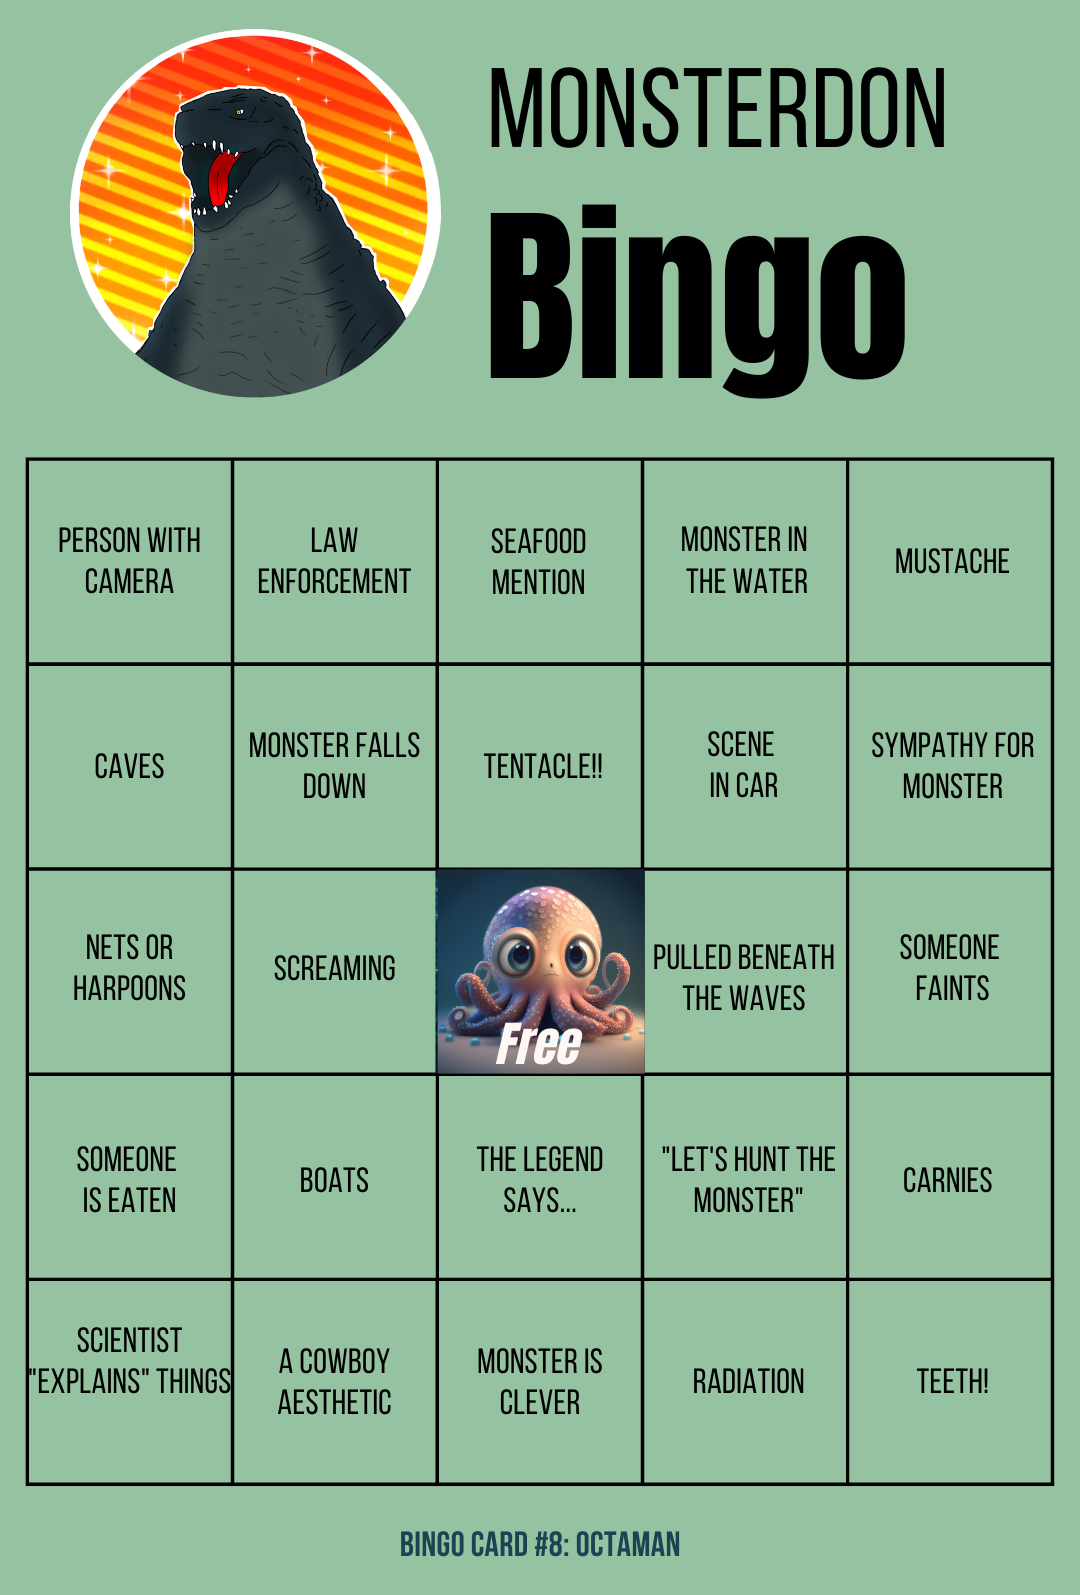 MONSTERDON
Bingo
PERSON WITH
CAMERA
LAW
ENFORCEMENT
SEAFOOD
MENTION
MONSTER IN
THE WATER
MUSTACHE
CAVES
MONSTER FALLS
DOWN
TENTACLE!!
SCENE
IN CAR
SYMPATHY FOR
MONSTER
NETS OR
HARPOONS
SCREAMING
Free
PULLED BENEATH
THE WAVES
SOMEONE
FAINTS
SOMEONE
IS EATEN
BOATS
THE LEGEND
SAYS...
"LET'S HUNT THE
MONSTER"
CARNIES
SCIENTIST
"EXPLAINS" THINGS
A COWBOY
AESTHETIC
MONSTER IS
CLEVER
RADIATION
TEETH!
BINGO CARD #8: OCTAMAN